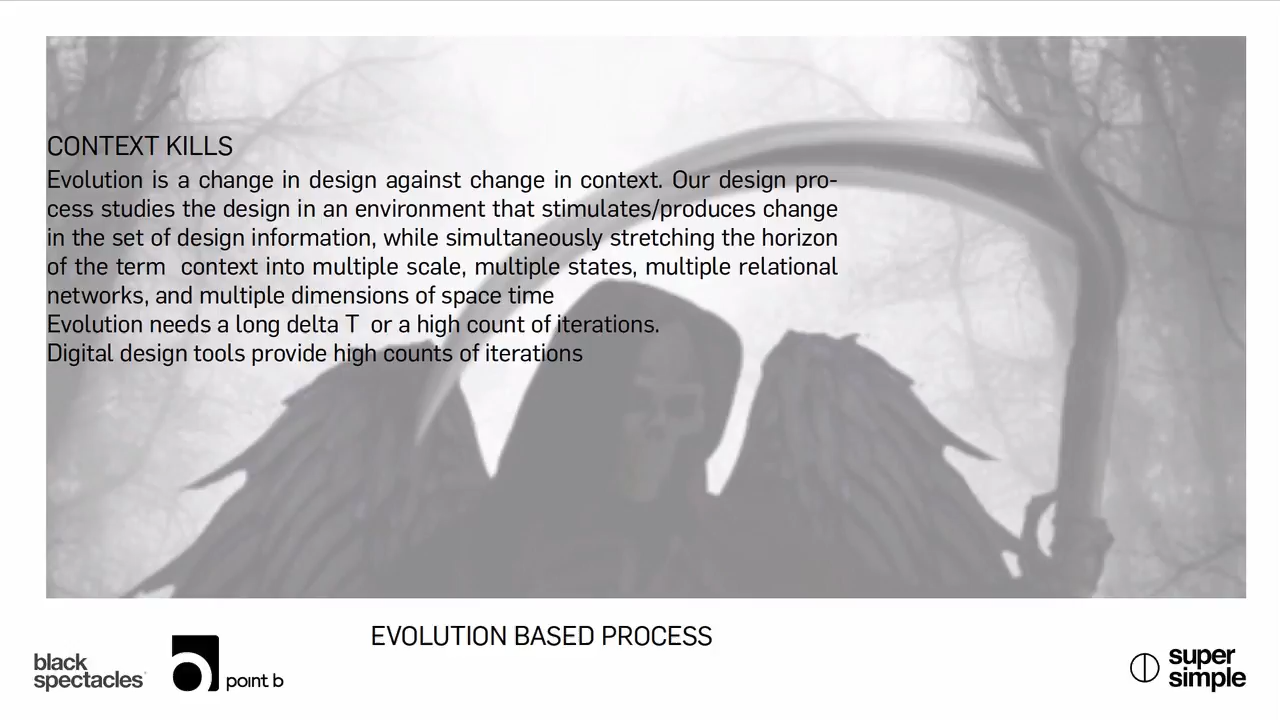 CONTEXT KILLS
Evolution is a change in design against change in context. Our design pro-
cess studies the design in an environment that stimulates/produces change
in the set of design information, while simultaneously stretching the horizon
of the term  context into multiple scale, multiple states, multiple relational
networks, and multiple dimensions of space time
Evolution needs a long delta T  or a high count of iterations.
Digital design tools provide high counts of iterations
EVOLUTION BASED PROCESS
black
spectacles
point b
super
simple